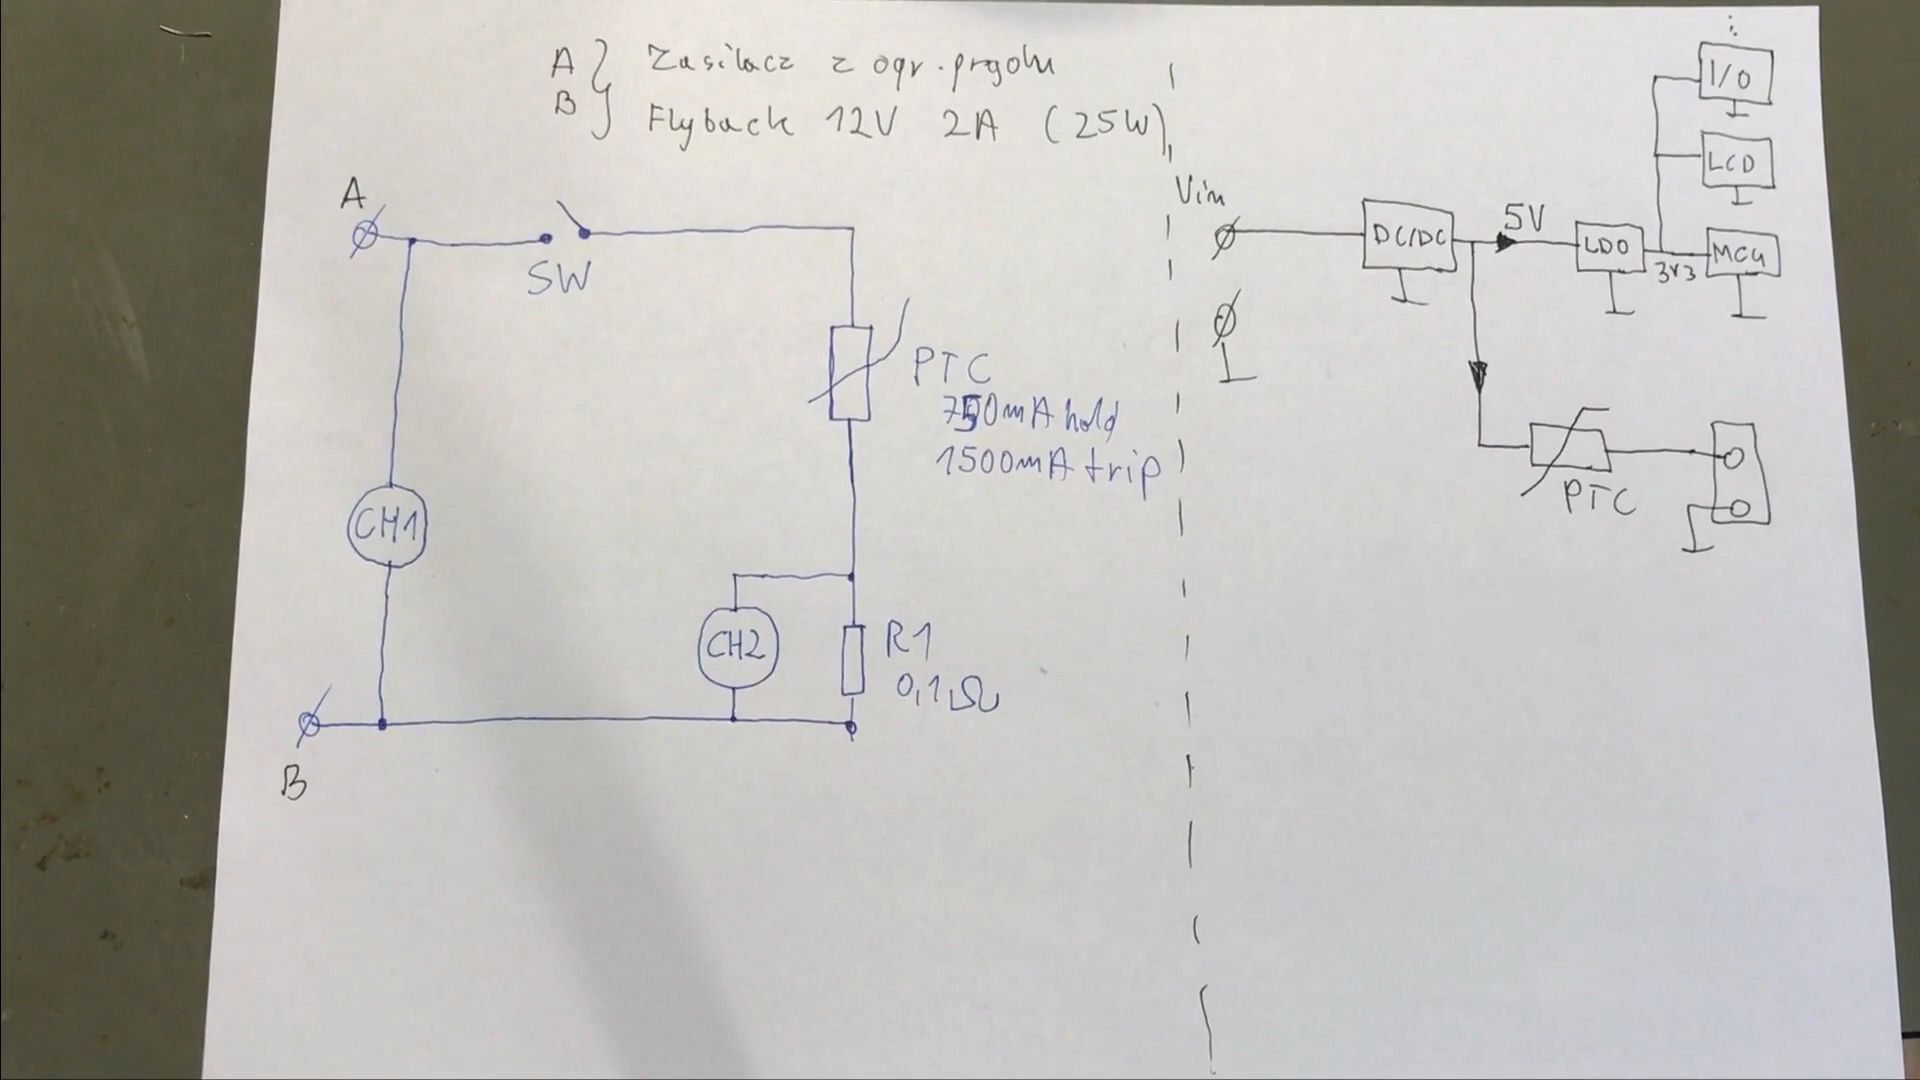 A
B
Zasilacz z ogr. prądu
Flyback 12V 2A (25W)
A
SW
PTC
750mA hold
1500mA trip
CH1
CH2
R1
0,1Ω
B
Vin
DC/DC
5V
LDO
3V3
MCU
LCD
I/O
PTC